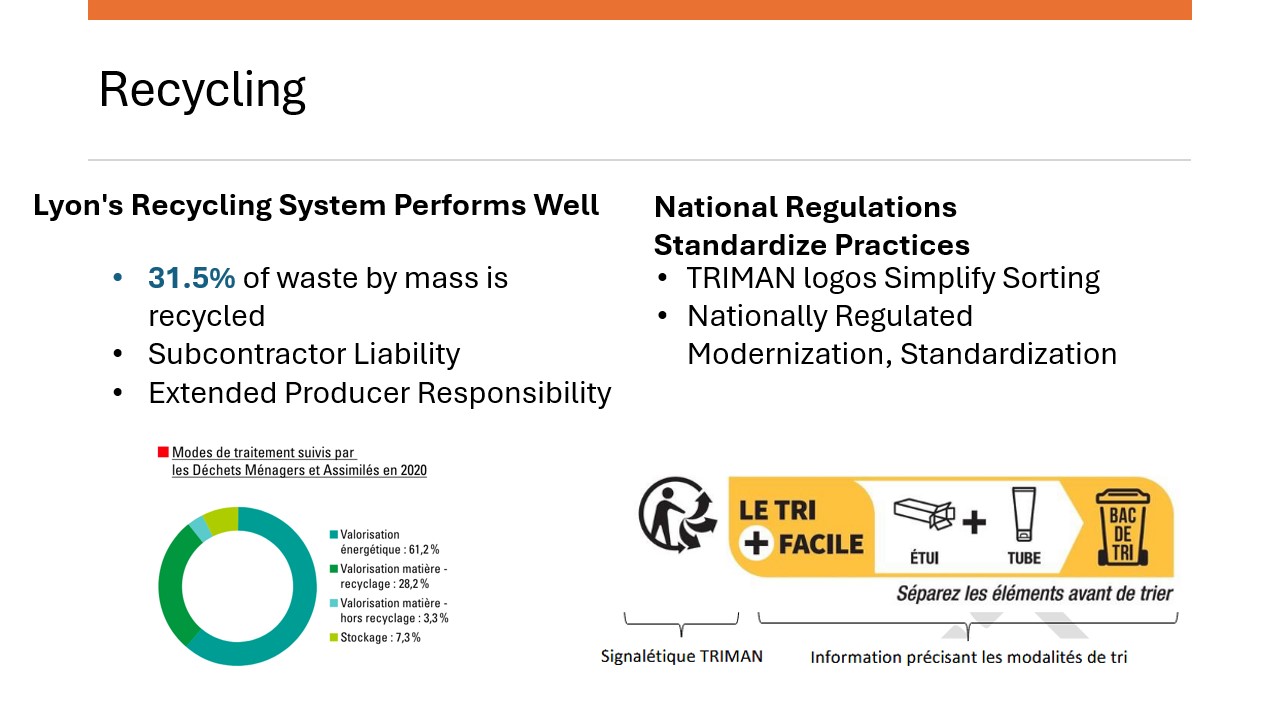 Recycling
Lyon's Recycling System Performs Well
• 31.5% of waste by mass is
recycled
• Subcontractor Liability
• Extended Producer Responsibility
National Regulations
Standardize Practices
• TRIMAN logos Simplify Sorting
• Nationally Regulated
Modernization, Standardization
Modes de traitement suivis par
les Déchets Ménagers et Assimilés en 2020
Valorisation
énergétique : 61,2 %
Valorisation matière -
recyclage : 28,2 %
Valorisation matière -
hors recyclage : 3,3 %
Stockage : 7,3 %
LE TRI
+ FACILE
ÉTUI
+
TUBE
BAC
DE
TRI
Séparez les éléments avant de trier
Signalétique TRIMAN
Information précisant les modalités de tri